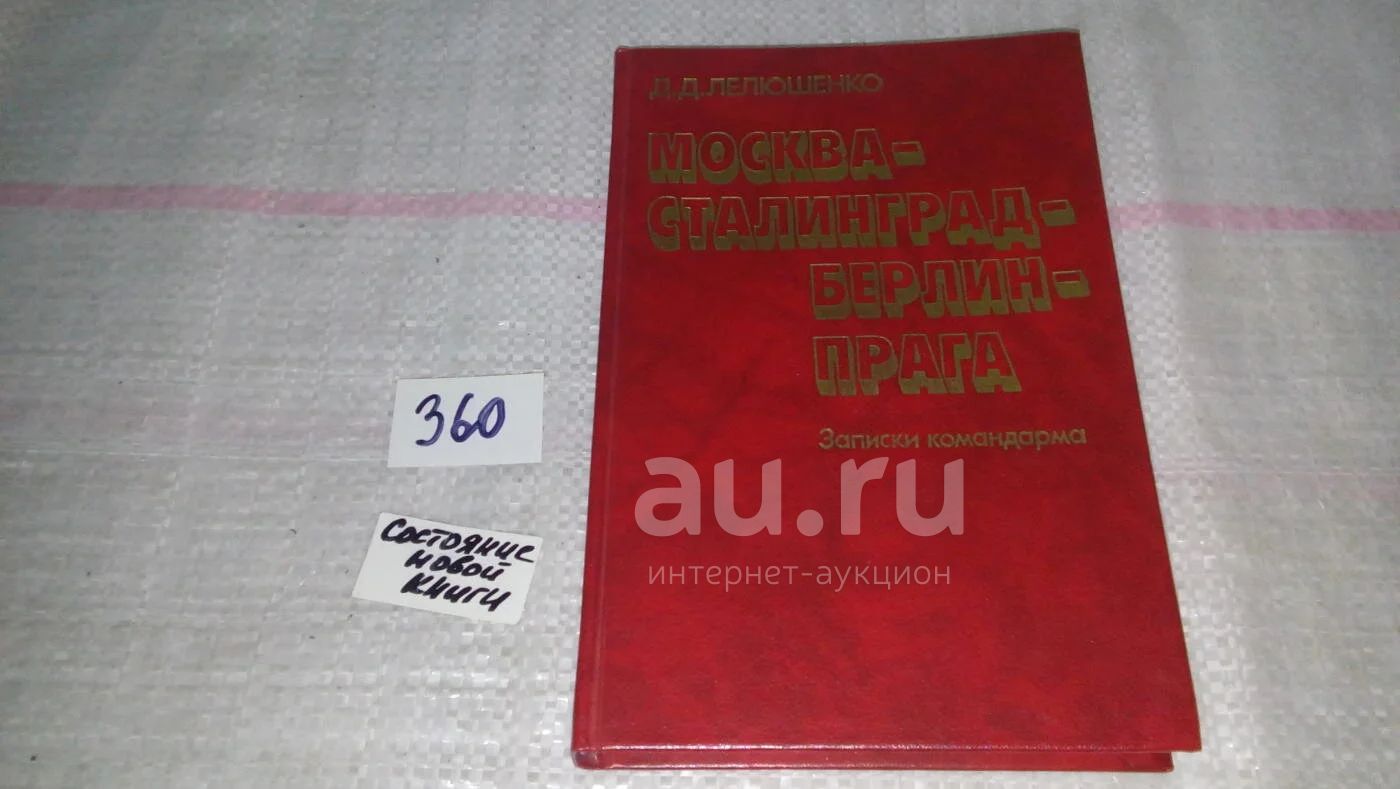 Д.Д.ЛЕЛЮШЕНКО
МОСКВА-
СТАЛИНГРАД-
БЕРЛИН-
ПРАГА
Записки командарма
360
Состояние
новой
книги
au.ru
интернет-аукцион